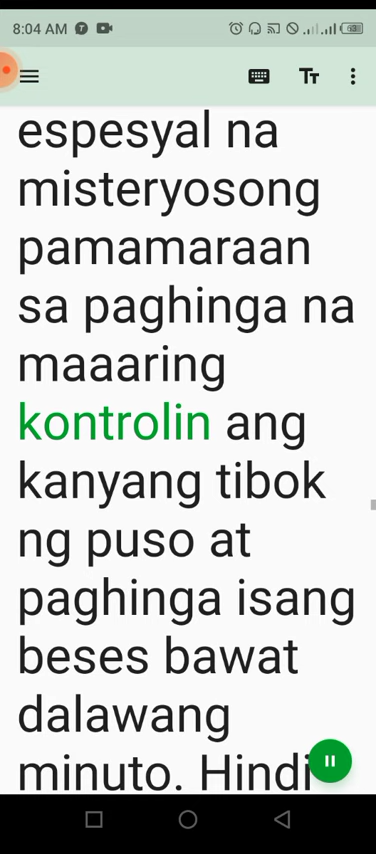 8:04 AM
espesyal na
misteryosong
pamamaraan
sa paghinga na
maaaring
kontrolin ang
kanyang tibok
ng puso at
paghinga isang
beses bawat
dalawang
minuto. Hindi